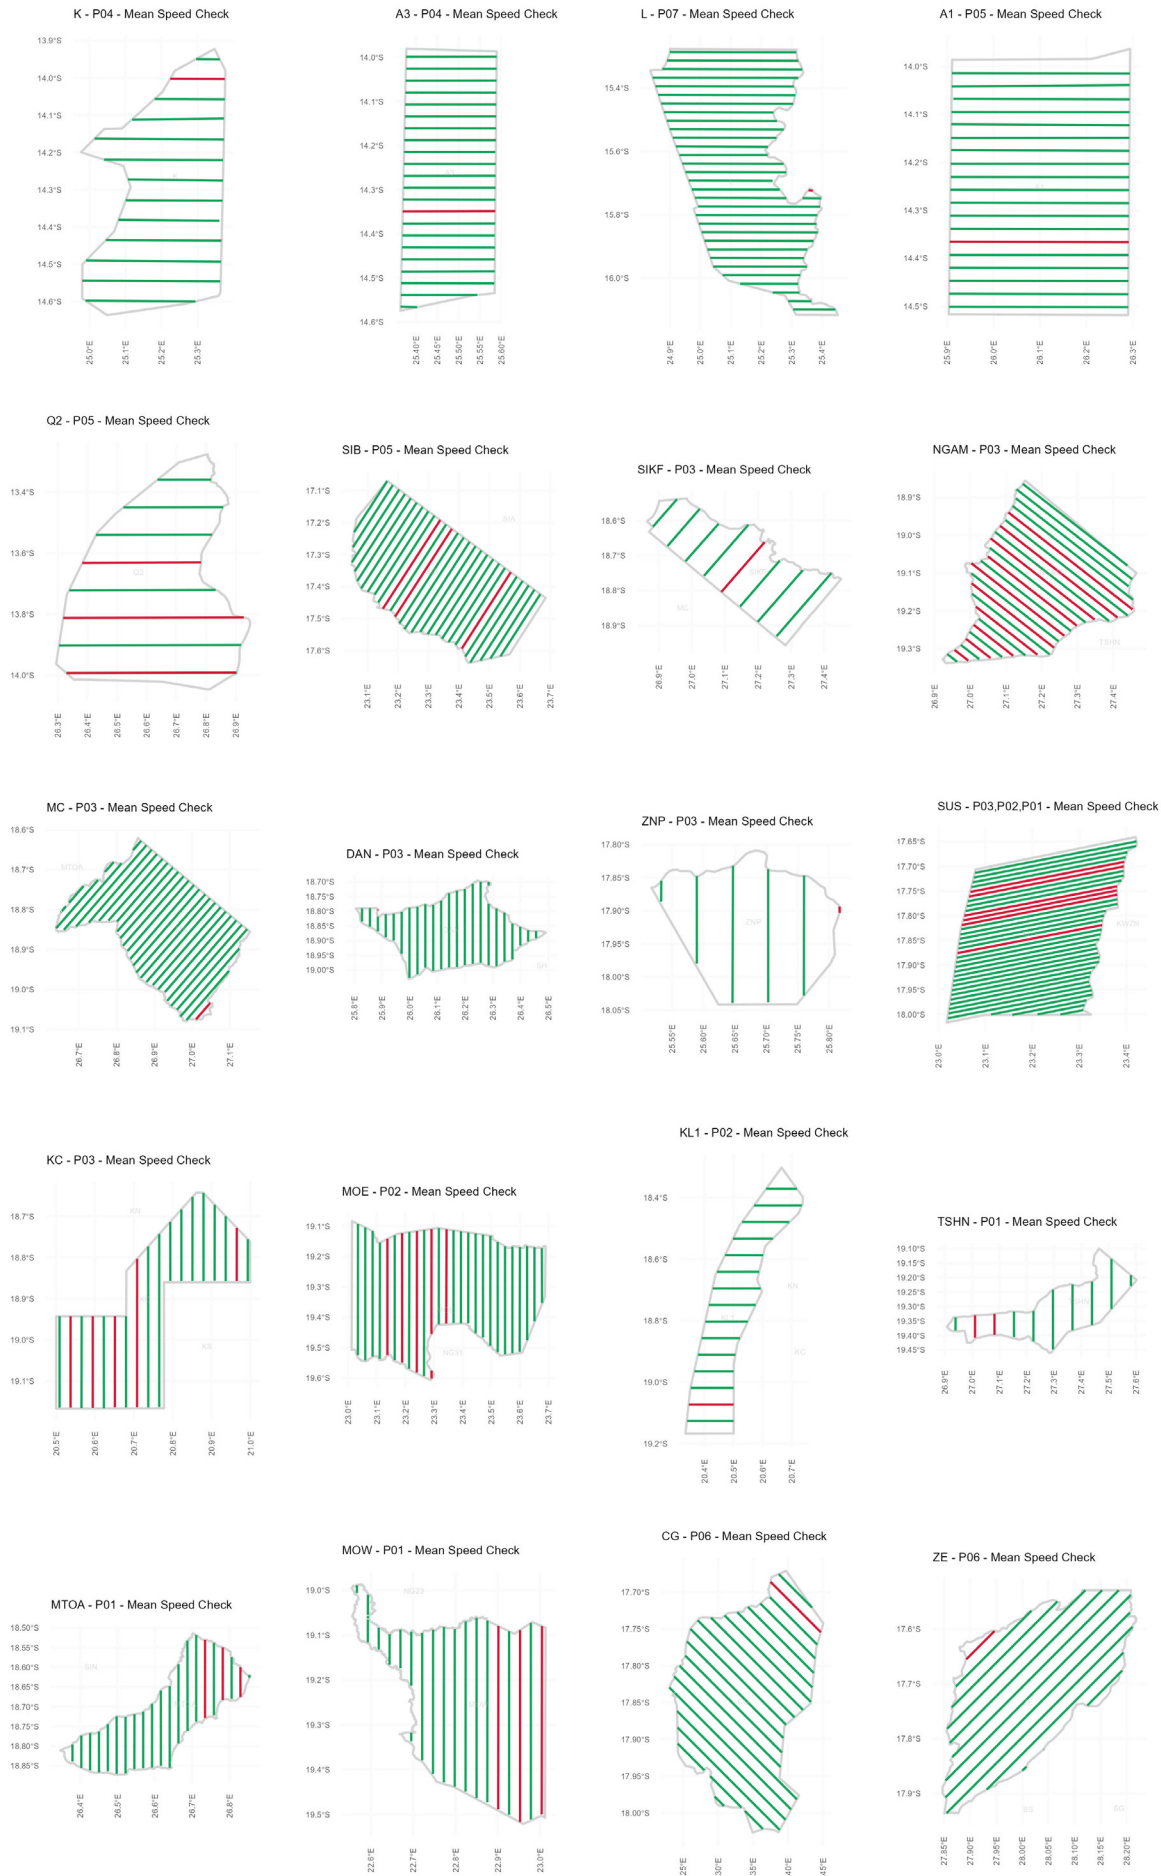 K - P04 - Mean Speed Check
13.9°S
14.0°S
14.1°S
14.2°S
14.3°S
14.4°S
14.5°S
14.6°S
K
25.0°E
25.1°E
25.2°E
25.3°E
A3 - P04 - Mean Speed Check
14.0°S
14.1°S
14.2°S
14.3°S
14.4°S
14.5°S
14.6°S
A3
25.40°E
25.45°E
25.50°E
25.55°E
25.60°E
L - P07 - Mean Speed Check
15.4°S
15.6°S
15.8°S
16.0°S
24.9°E
25.0°E
25.1°E
25.2°E
25.3°E
25.4°E
A1 - P05 - Mean Speed Check
14.0°S
14.1°S
14.2°S
14.3°S
14.4°S
14.5°S
A1
25.9°E
26.0°E
26.1°E
26.2°E
26.3°E
Q2 - P05 - Mean Speed Check
13.4°S
13.6°S
13.8°S
14.0°S
Q2
26.3°E
26.4°E
26.5°E
26.6°E
26.7°E
26.8°E
26.9°E
SIB - P05 - Mean Speed Check
17.1°S
17.2°S
17.3°S
17.4°S
17.5°S
17.6°S
23.1°E
23.2°E
23.3°E
23.4°E
23.5°E
23.6°E
23.7°E
SIKF - P03 - Mean Speed Check
18.6°S
18.7°S
18.8°S
18.9°S
MC
26.9°E
27.0°E
27.1°E
27.2°E
27.3°E
27.4°E
NGAM - P03 - Mean Speed Check
18.9°S
19.0°S
19.1°S
19.2°S
19.3°S
TSHN
26.9°E
27.0°E
27.1°E
27.2°E
27.3°E
27.4°E
MC - P03 - Mean Speed Check
18.6°S
18.7°S
18.8°S
18.9°S
19.0°S
19.1°S
MTOA
26.7°E
26.8°E
26.9°E
27.0°E
27.1°E
DAN - P03 - Mean Speed Check
18.70°S
18.75°S
18.80°S
18.85°S
18.90°S
18.95°S
19.00°S
25.8°E
25.9°E
26.0°E
26.1°E
26.2°E
26.3°E
26.4°E
26.5°E
ZNP - P03 - Mean Speed Check
17.80°S
17.85°S
17.90°S
17.95°S
18.00°S
18.05°S
ZNP
25.55°E
25.60°E
25.65°E
25.70°E
25.75°E
25.80°E
SUS - P03,P02,P01 - Mean Speed Check
17.65°S
17.70°S
17.75°S
17.80°S
17.85°S
17.90°S
17.95°S
18.00°S
KWZN
23.0°E
23.1°E
23.2°E
23.3°E
23.4°E
KC - P03 - Mean Speed Check
18.7°S
18.8°S
18.9°S
19.0°S
19.1°S
KN
KB
20.5°E
20.6°E
20.7°E
20.8°E
20.9°E
21.0°E
MOE - P02 - Mean Speed Check
19.1°S
19.2°S
19.3°S
19.4°S
19.5°S
19.6°S
23.0°E
23.1°E
23.2°E
23.3°E
23.4°E
23.5°E
23.6°E
23.7°E
KL1 - P02 - Mean Speed Check
18.4°S
18.6°S
18.8°S
19.0°S
19.2°S
KN
KC
20.4°E
20.5°E
20.6°E
20.7°E
TSHN - P01 - Mean Speed Check
19.10°S
19.15°S
19.20°S
19.25°S
19.30°S
19.35°S
19.40°S
19.45°S
TSHN
26.9°E
27.0°E
27.1°E
27.2°E
27.3°E
27.4°E
27.5°E
27.6°E
MTOA - P01 - Mean Speed Check
18.50°S
18.55°S
18.60°S
18.65°S
18.70°S
18.75°S
18.80°S
18.85°S
26.4°E
26.5°E
26.6°E
26.7°E
26.8°E
MOW - P01 - Mean Speed Check
19.0°S
19.1°S
19.2°S
19.3°S
19.4°S
19.5°S
NG23
22.6°E
22.7°E
22.8°E
22.9°E
23.0°E
CG - P06 - Mean Speed Check
17.70°S
17.75°S
17.80°S
17.85°S
17.90°S
17.95°S
18.00°S
25°E
30°E
35°E
40°E
45°E
ZE - P06 - Mean Speed Check
17.6°S
17.7°S
17.8°S
17.9°S
27.85°E
27.90°E
27.95°E
28.00°E
28.05°E
28.10°E
28.15°E
28.20°E